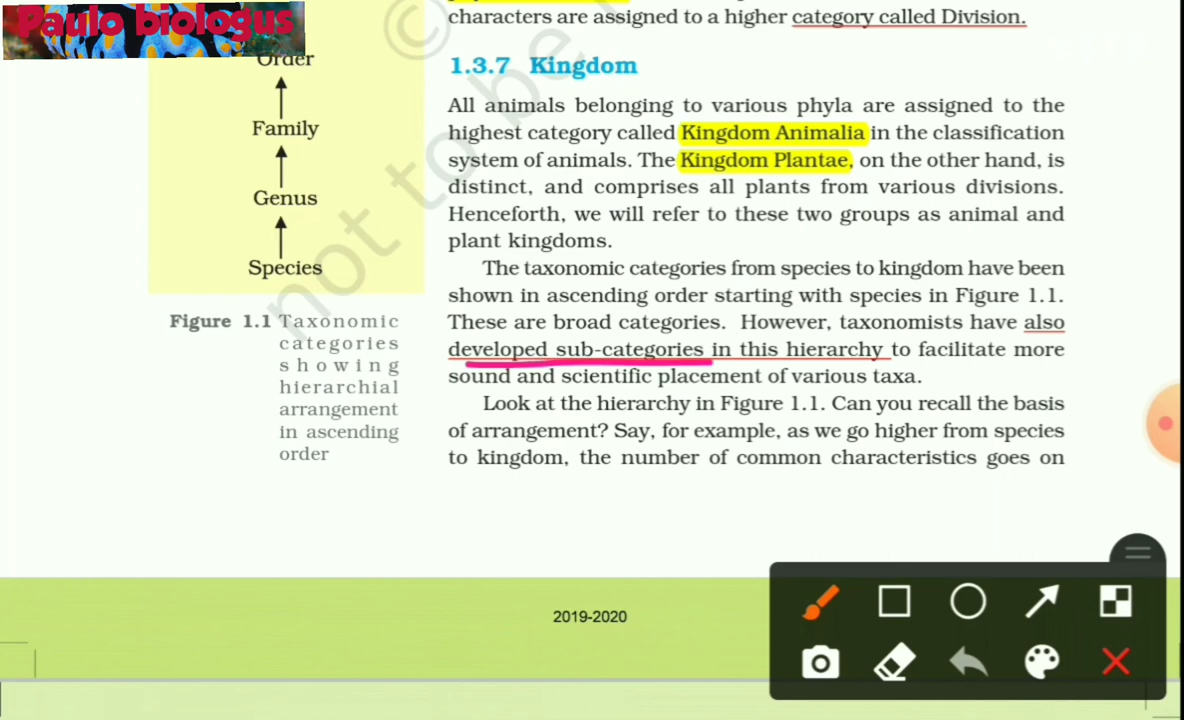 Paulo biologus
characters are assigned to a higher category called Division.
Order
Family
Genus
Species
Figure 1.1 Taxonomic
categories
showing
hierarchial
arrangement
in ascending
order
1.3.7 Kingdom
All animals belonging to various phyla are assigned to the
highest category called Kingdom Animalia in the classification
system of animals. The Kingdom Plantae, on the other hand, is
distinct, and comprises all plants from various divisions.
Henceforth, we will refer to these two groups as animal and
plant kingdoms.
The taxonomic categories from species to kingdom have been
shown in ascending order starting with species in Figure 1.1.
These are broad categories. However, taxonomists have also
developed sub-categories in this hierarchy to facilitate more
sound and scientific placement of various taxa.
Look at the hierarchy in Figure 1.1. Can you recall the basis
of arrangement? Say, for example, as we go higher from species
to kingdom, the number of common characteristics goes on
© not to be
2019-2020